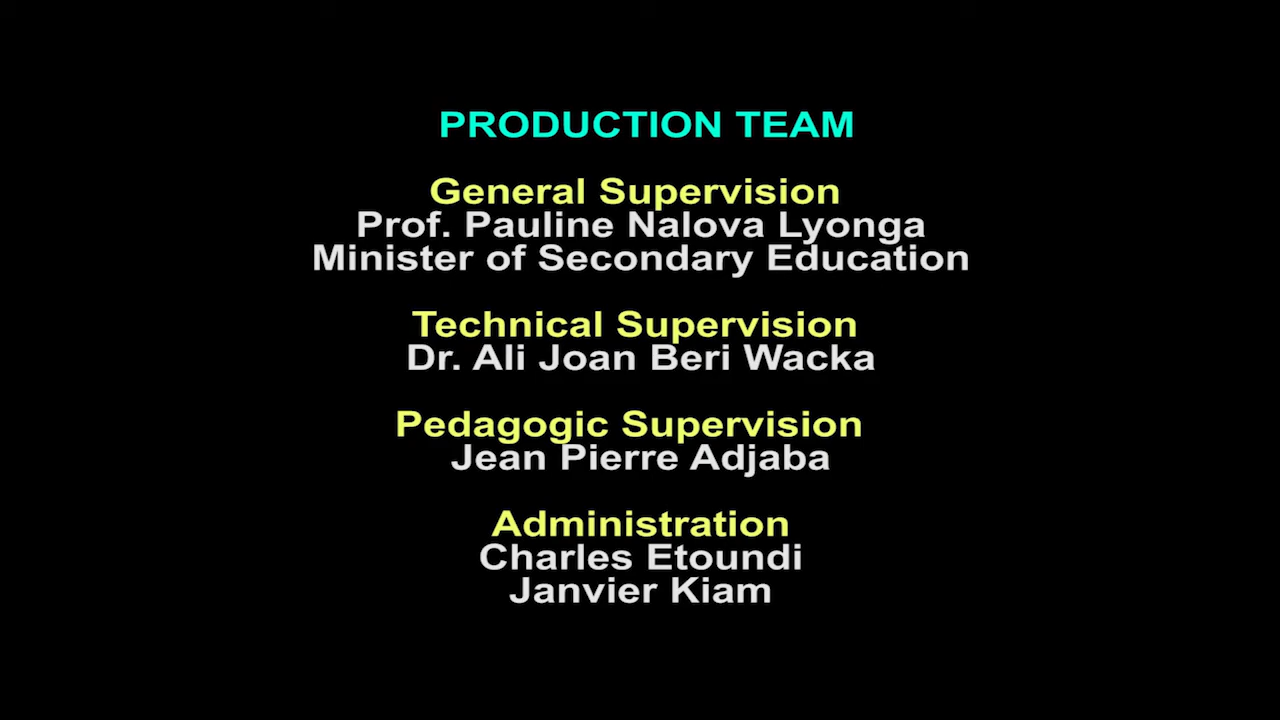 PRODUCTION TEAM
General Supervision
Prof. Pauline Nalova Lyonga
Minister of Secondary Education
Technical Supervision
Dr. Ali Joan Beri Wacka
Pedagogic Supervision
Jean Pierre Adjaba
Administration
Charles Etoundi
Janvier Kiam